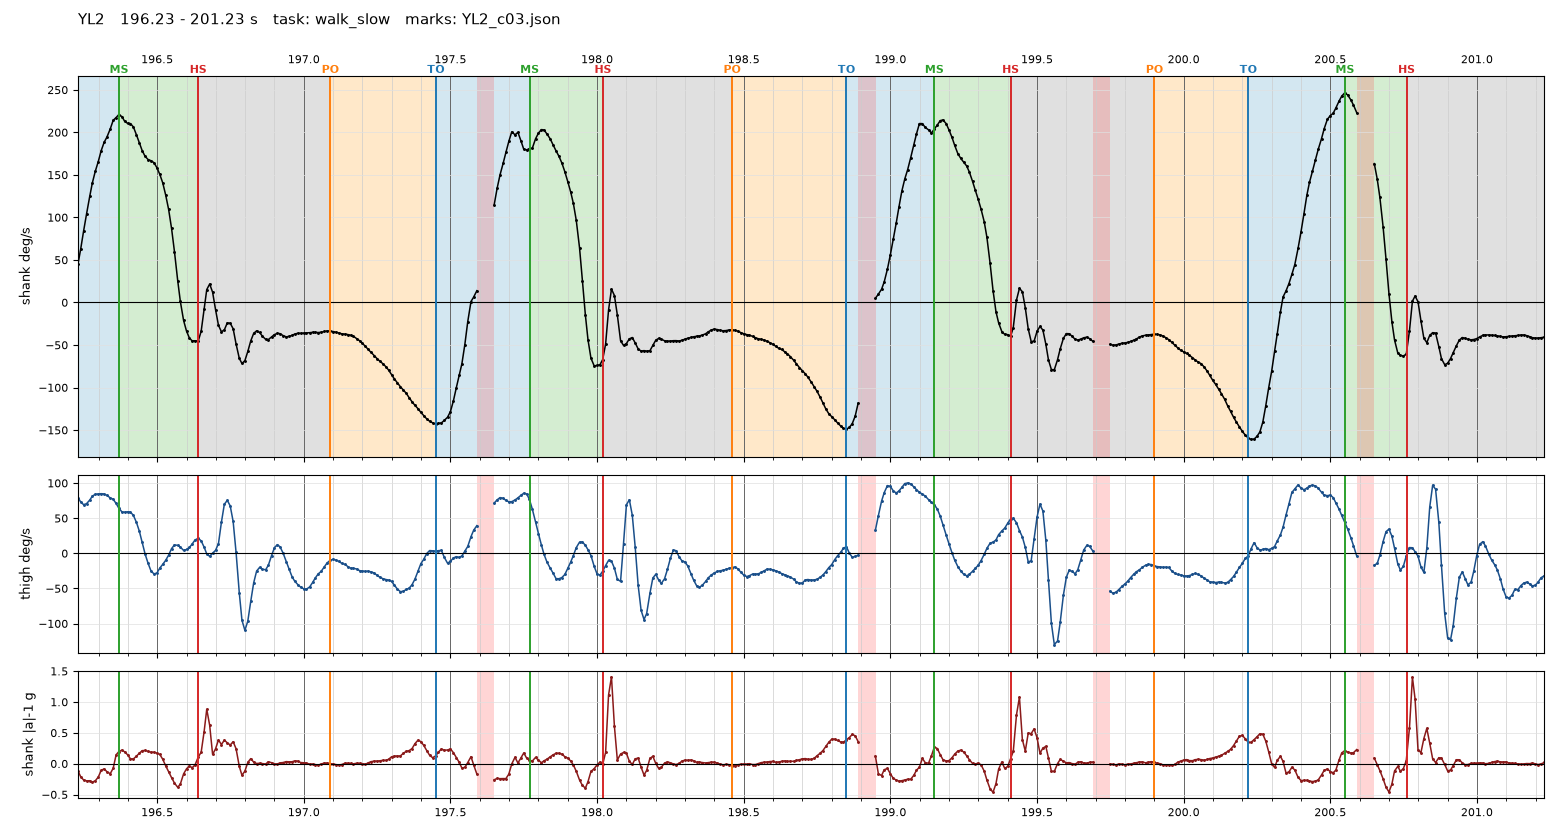 YL2   196.23 - 201.23 s   task: walk_slow   marks: YL2_c03.json
196.5 197.0 197.5 198.0 198.5 199.0 199.5 200.0 200.5 201.0
MS HS PO TO MS HS PO TO MS HS PO TO MS HS
shank deg/s
250
200
150
100
50
0
−50
−100
−150
thigh deg/s
100
50
0
−50
−100
shank |a|-1 g
1.5
1.0
0.5
0.0
−0.5
196.5 197.0 197.5 198.0 198.5 199.0 199.5 200.0 200.5 201.0